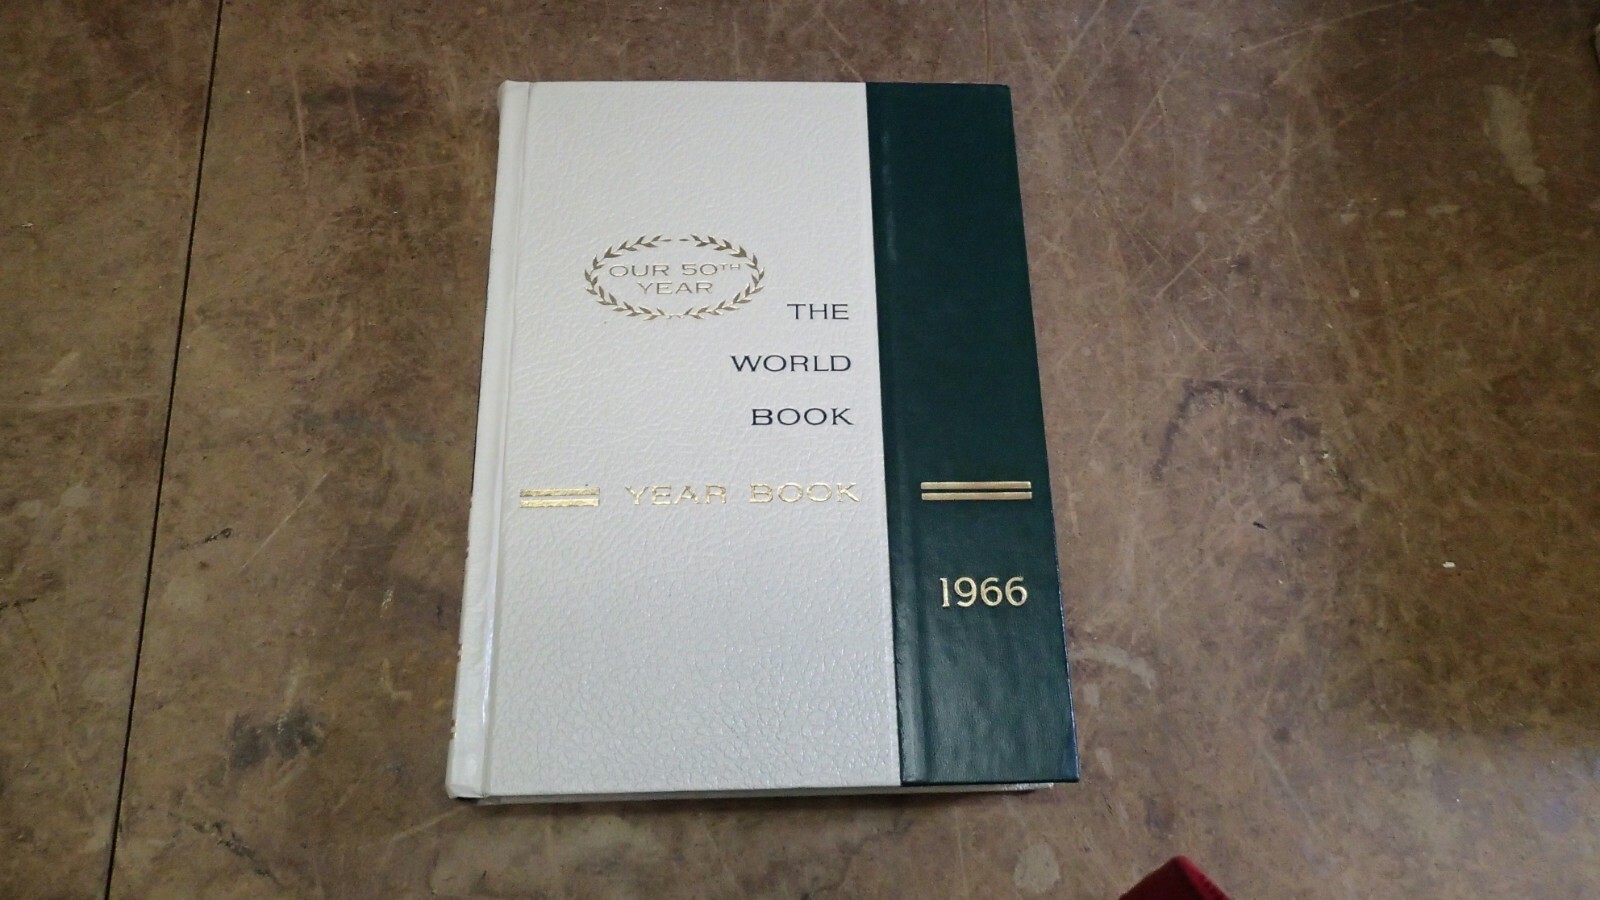 OUR 50TH
YEAR
THE
WORLD
BOOK
YEAR BOOK
1966